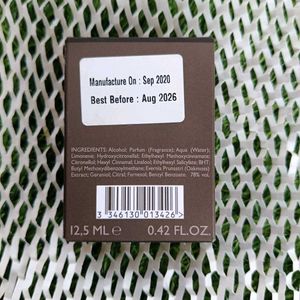 Manufacture On : Sep 2020
Best Before : Aug 2026
INGREDIENTS: Alcohol; Parfum (Fragrance); Aqua (Water);
Limonene; Hydroxycitronellal; Ethylhexyl Methoxycinnamate;
Citronellol; Hexyl Cinnamal; Linalool; Ethylhexyl Salicylate; BHT;
Butyl Methoxydibenzoylmethane; Evernia Prunastri (Oakmoss)
Extract; Geraniol; Citral; Farnesol; Benzyl Benzoate. 78% vol.
3 346130 013426
12,5 ML e 0.42 FL.OZ.